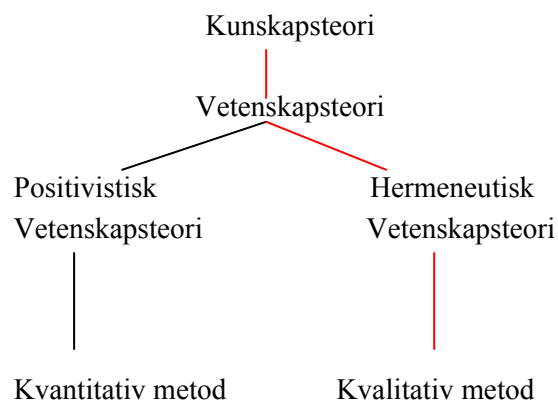 Kunskapsteori
Vetenskapsteori
Positivistisk
Vetenskapsteori
Hermeneutisk
Vetenskapsteori
Kvantitativ metod
Kvalitativ metod